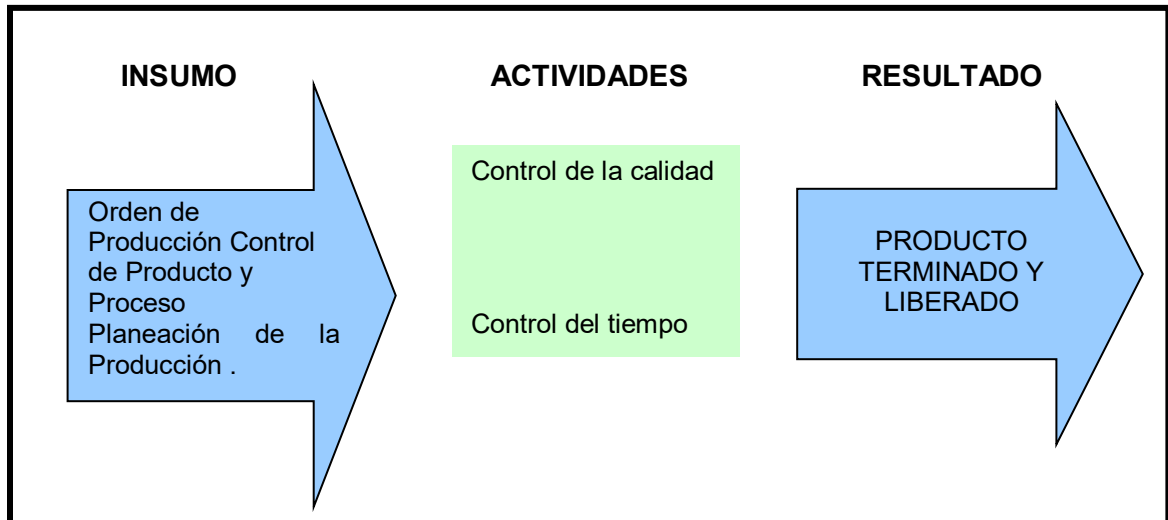 INSUMO
ACTIVIDADES
RESULTADO
Orden de
Producción Control
de Producto y
Proceso
Planeación de la
Producción .
Control de la calidad
Control del tiempo
PRODUCTO
TERMINADO Y
LIBERADO